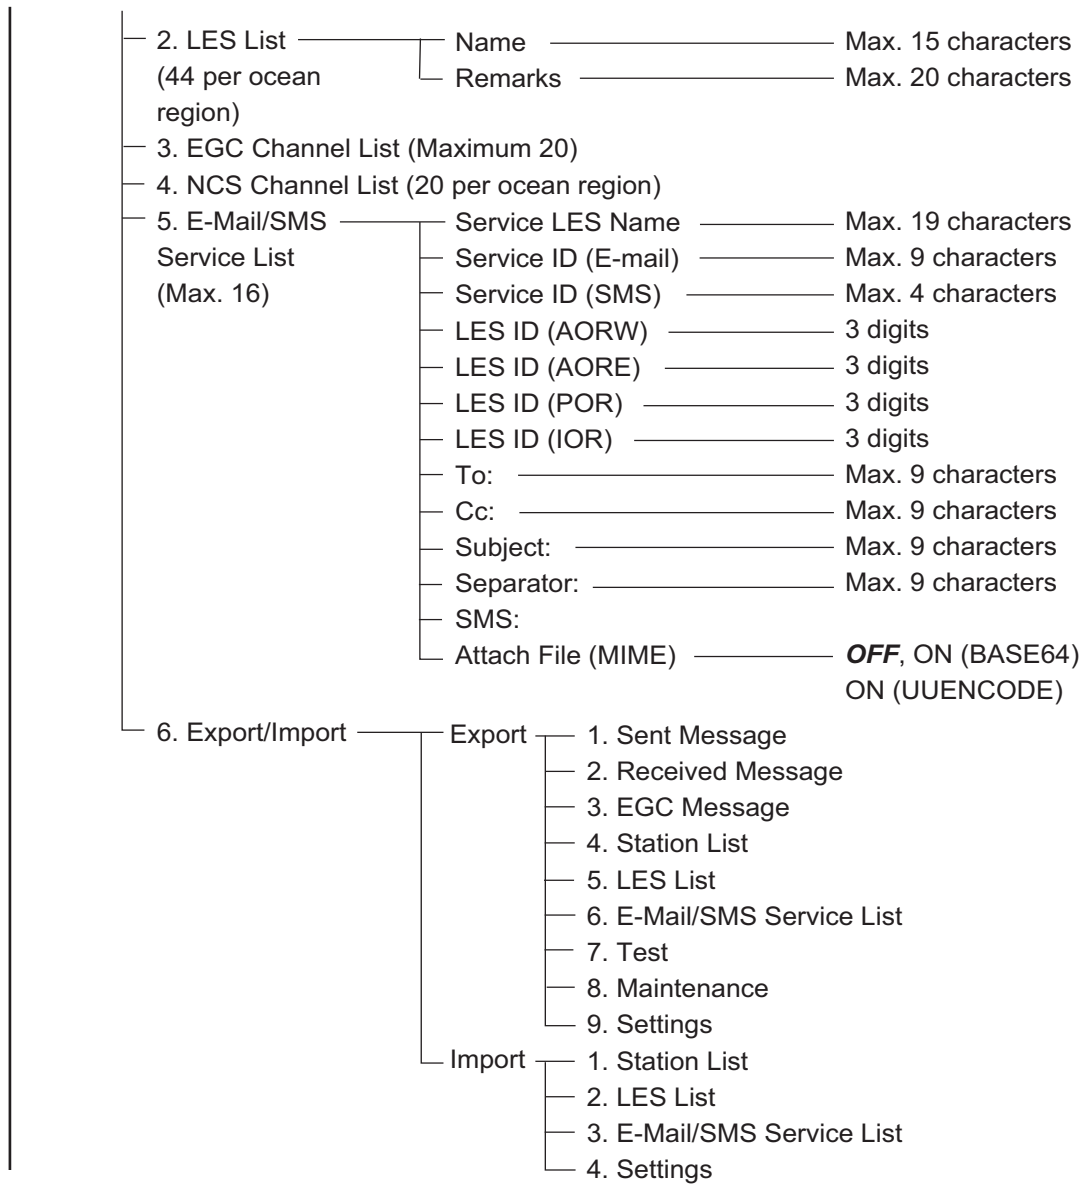 2. LES List Name Max. 15 characters
(44 per ocean Remarks Max. 20 characters
region)
3. EGC Channel List (Maximum 20)
4. NCS Channel List (20 per ocean region)
5. E-Mail/SMS Service LES Name Max. 19 characters
Service List Service ID (E-mail) Max. 9 characters
(Max. 16) Service ID (SMS) Max. 4 characters
LES ID (AORW) 3 digits
LES ID (AORE) 3 digits
LES ID (POR) 3 digits
LES ID (IOR) 3 digits
To: Max. 9 characters
Cc: Max. 9 characters
Subject: Max. 9 characters
Separator: Max. 9 characters
SMS:
Attach File (MIME) OFF, ON (BASE64)
ON (UUENCODE)
6. Export/Import Export 1. Sent Message
2. Received Message
3. EGC Message
4. Station List
5. LES List
6. E-Mail/SMS Service List
7. Test
8. Maintenance
9. Settings
Import 1. Station List
2. LES List
3. E-Mail/SMS Service List
4. Settings